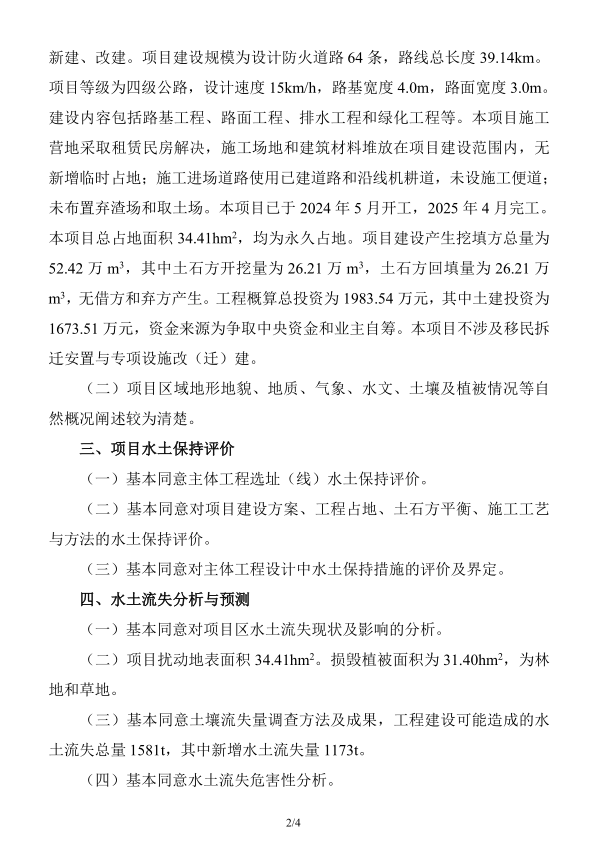 新建、改建。项目建设规模为设计防火道路 64 条，路线总长度 39.14km。
项目等级为四级公路，设计速度 15km/h，路基宽度 4.0m，路面宽度 3.0m。
建设内容包括路基工程、路面工程、排水工程和绿化工程等。本项目施工
营地采取租赁民房解决，施工场地和建筑材料堆放在项目建设范围内，无
新增临时占地；施工进场道路使用已建道路和沿线机耕道，未设施工便道；
未布置弃渣场和取土场。本项目已于 2024 年 5 月开工，2025 年 4 月完工。
本项目总占地面积 34.41hm²，均为永久占地。项目建设产生挖填方总量为
52.42 万 m³，其中土石方开挖量为 26.21 万 m³，土石方回填量为 26.21 万
m³，无借方和弃方产生。工程概算总投资为 1983.54 万元，其中土建投资为
1673.51 万元，资金来源为争取中央资金和业主自筹。本项目不涉及移民拆
迁安置与专项设施改（迁）建。
（二）项目区域地形地貌、地质、气象、水文、土壤及植被情况等自
然概况阐述较为清楚。
三、项目水土保持评价
（一）基本同意主体工程选址（线）水土保持评价。
（二）基本同意对项目建设方案、工程占地、土石方平衡、施工工艺
与方法的水土保持评价。
（三）基本同意对主体工程设计中水土保持措施的评价及界定。
四、水土流失分析与预测
（一）基本同意对项目区水土流失现状及影响的分析。
（二）项目扰动地表面积 34.41hm²。损毁植被面积为 31.40hm²，为林
地和草地。
（三）基本同意土壤流失量调查方法及成果，工程建设可能造成的水
土流失总量 1581t，其中新增水土流失量 1173t。
（四）基本同意水土流失危害性分析。
2/4